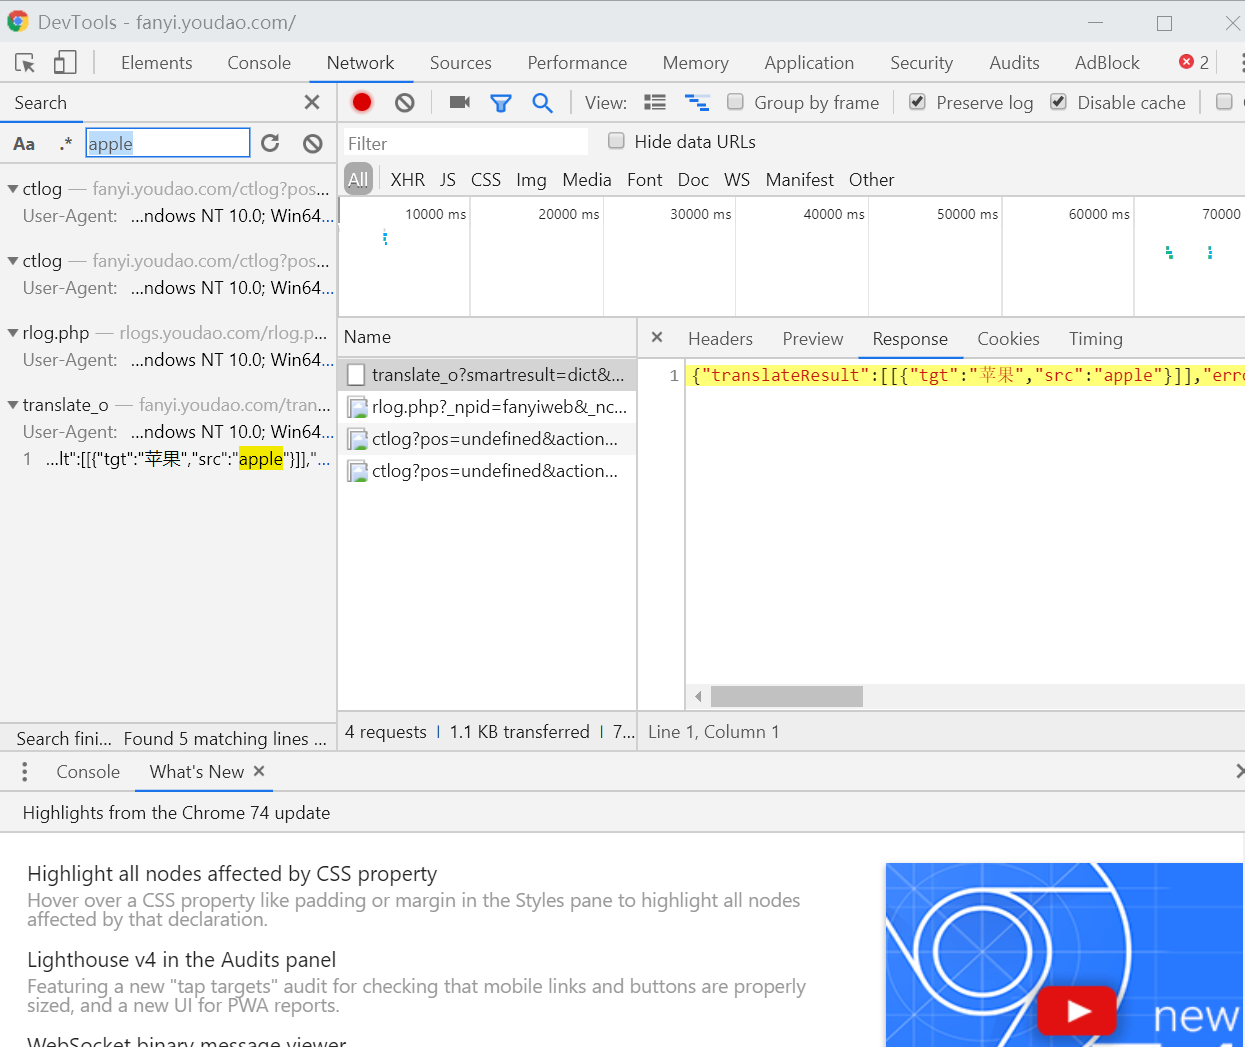 DevTools - fanyi.youdao.com/
Elements Console Network Sources Performance Memory Application Security Audits AdBlock 2
Search
View: Group by frame Preserve log Disable cache
Aa .* apple
Filter Hide data URLs
All XHR JS CSS Img Media Font Doc WS Manifest Other
ctlog — fanyi.youdao.com/ctlog?pos...
User-Agent: ...ndows NT 10.0; Win64...
ctlog — fanyi.youdao.com/ctlog?pos...
User-Agent: ...ndows NT 10.0; Win64...
rlog.php — rlogs.youdao.com/rlog.p...
User-Agent: ...ndows NT 10.0; Win64...
translate_o — fanyi.youdao.com/tran...
User-Agent: ...ndows NT 10.0; Win64...
1 ...lt":[[{"tgt":"苹果","src":"apple"}]],"...
Search fini... Found 5 matching lines ...
10000 ms 20000 ms 30000 ms 40000 ms 50000 ms 60000 ms 70000
Name
translate_o?smartresult=dict&...
rlog.php?_npid=fanyiweb&_nc...
ctlog?pos=undefined&action...
ctlog?pos=undefined&action...
4 requests | 1.1 KB transferred | 7...
Headers Preview Response Cookies Timing
1 {"translateResult":[[{"tgt":"苹果","src":"apple"}]],"erro
Line 1, Column 1
Console What's New
Highlights from the Chrome 74 update
Highlight all nodes affected by CSS property
Hover over a CSS property like padding or margin in the Styles pane to highlight all nodes
affected by that declaration.
Lighthouse v4 in the Audits panel
Featuring a new "tap targets" audit for checking that mobile links and buttons are properly
sized, and a new UI for PWA reports.
WebSocket binary message viewer
new